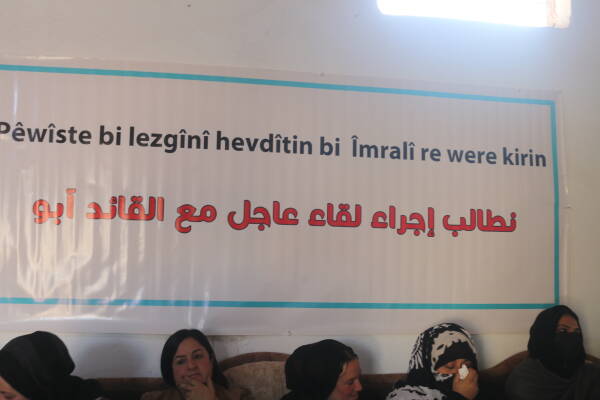 Pêwîste bi lezgînî hevdîtin bi Îmralî re were kirin
نطالب إجراء لقاء عاجل مع القائد آبو